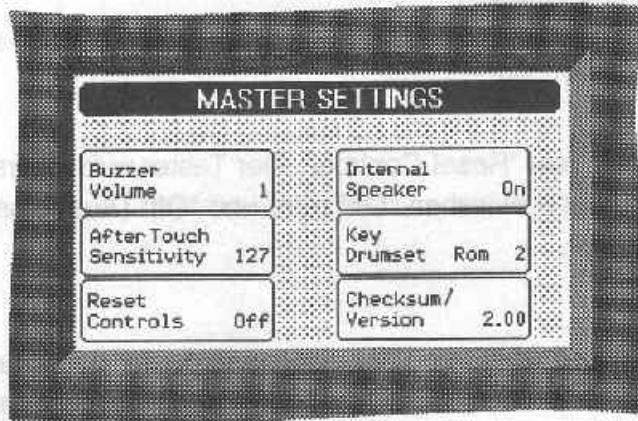 MASTER SETTINGS
Buzzer
Volume 1
Internal
Speaker On
After Touch
Sensitivity 127
Key
Drumset Rom 2
Reset
Controls Off
Checksum/
Version 2.00